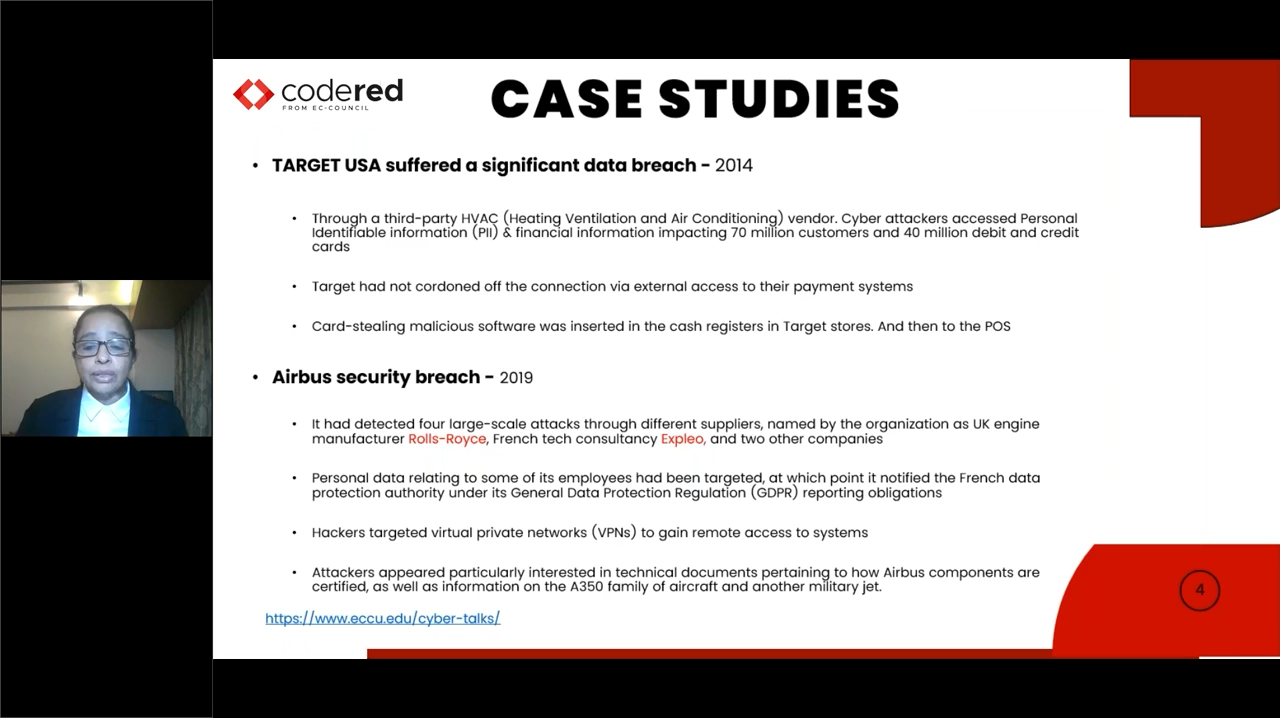 codered
FROM EC-COUNCIL
CASE STUDIES
• TARGET USA suffered a significant data breach – 2014
• Through a third-party HVAC (Heating Ventilation and Air Conditioning) vendor. Cyber attackers accessed Personal
Identifiable information (PII) & financial information impacting 70 million customers and 40 million debit and credit
cards
• Target had not cordoned off the connection via external access to their payment systems
• Card-stealing malicious software was inserted in the cash registers in Target stores. And then to the POS
• Airbus security breach – 2019
• It had detected four large-scale attacks through different suppliers, named by the organization as UK engine
manufacturer Rolls-Royce, French tech consultancy Expleo, and two other companies
• Personal data relating to some of its employees had been targeted, at which point it notified the French data
protection authority under its General Data Protection Regulation (GDPR) reporting obligations
• Hackers targeted virtual private networks (VPNs) to gain remote access to systems
• Attackers appeared particularly interested in technical documents pertaining to how Airbus components are
certified, as well as information on the A350 family of aircraft and another military jet.
https://www.eccu.edu/cyber-talks/
4